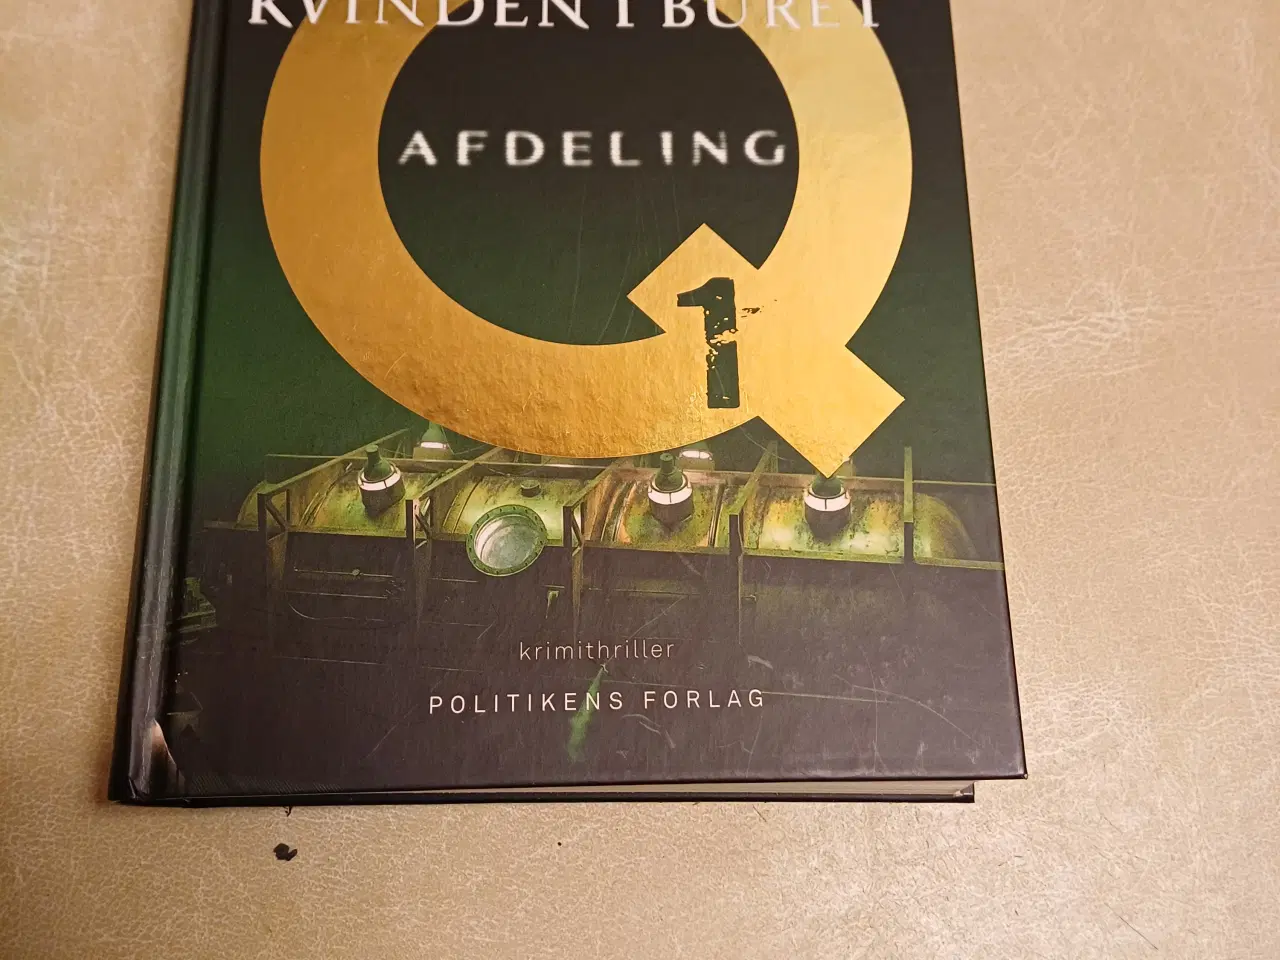 KVINDEN I BURET
AFDELING
Q
1
krimithriller
POLITIKENS FORLAG